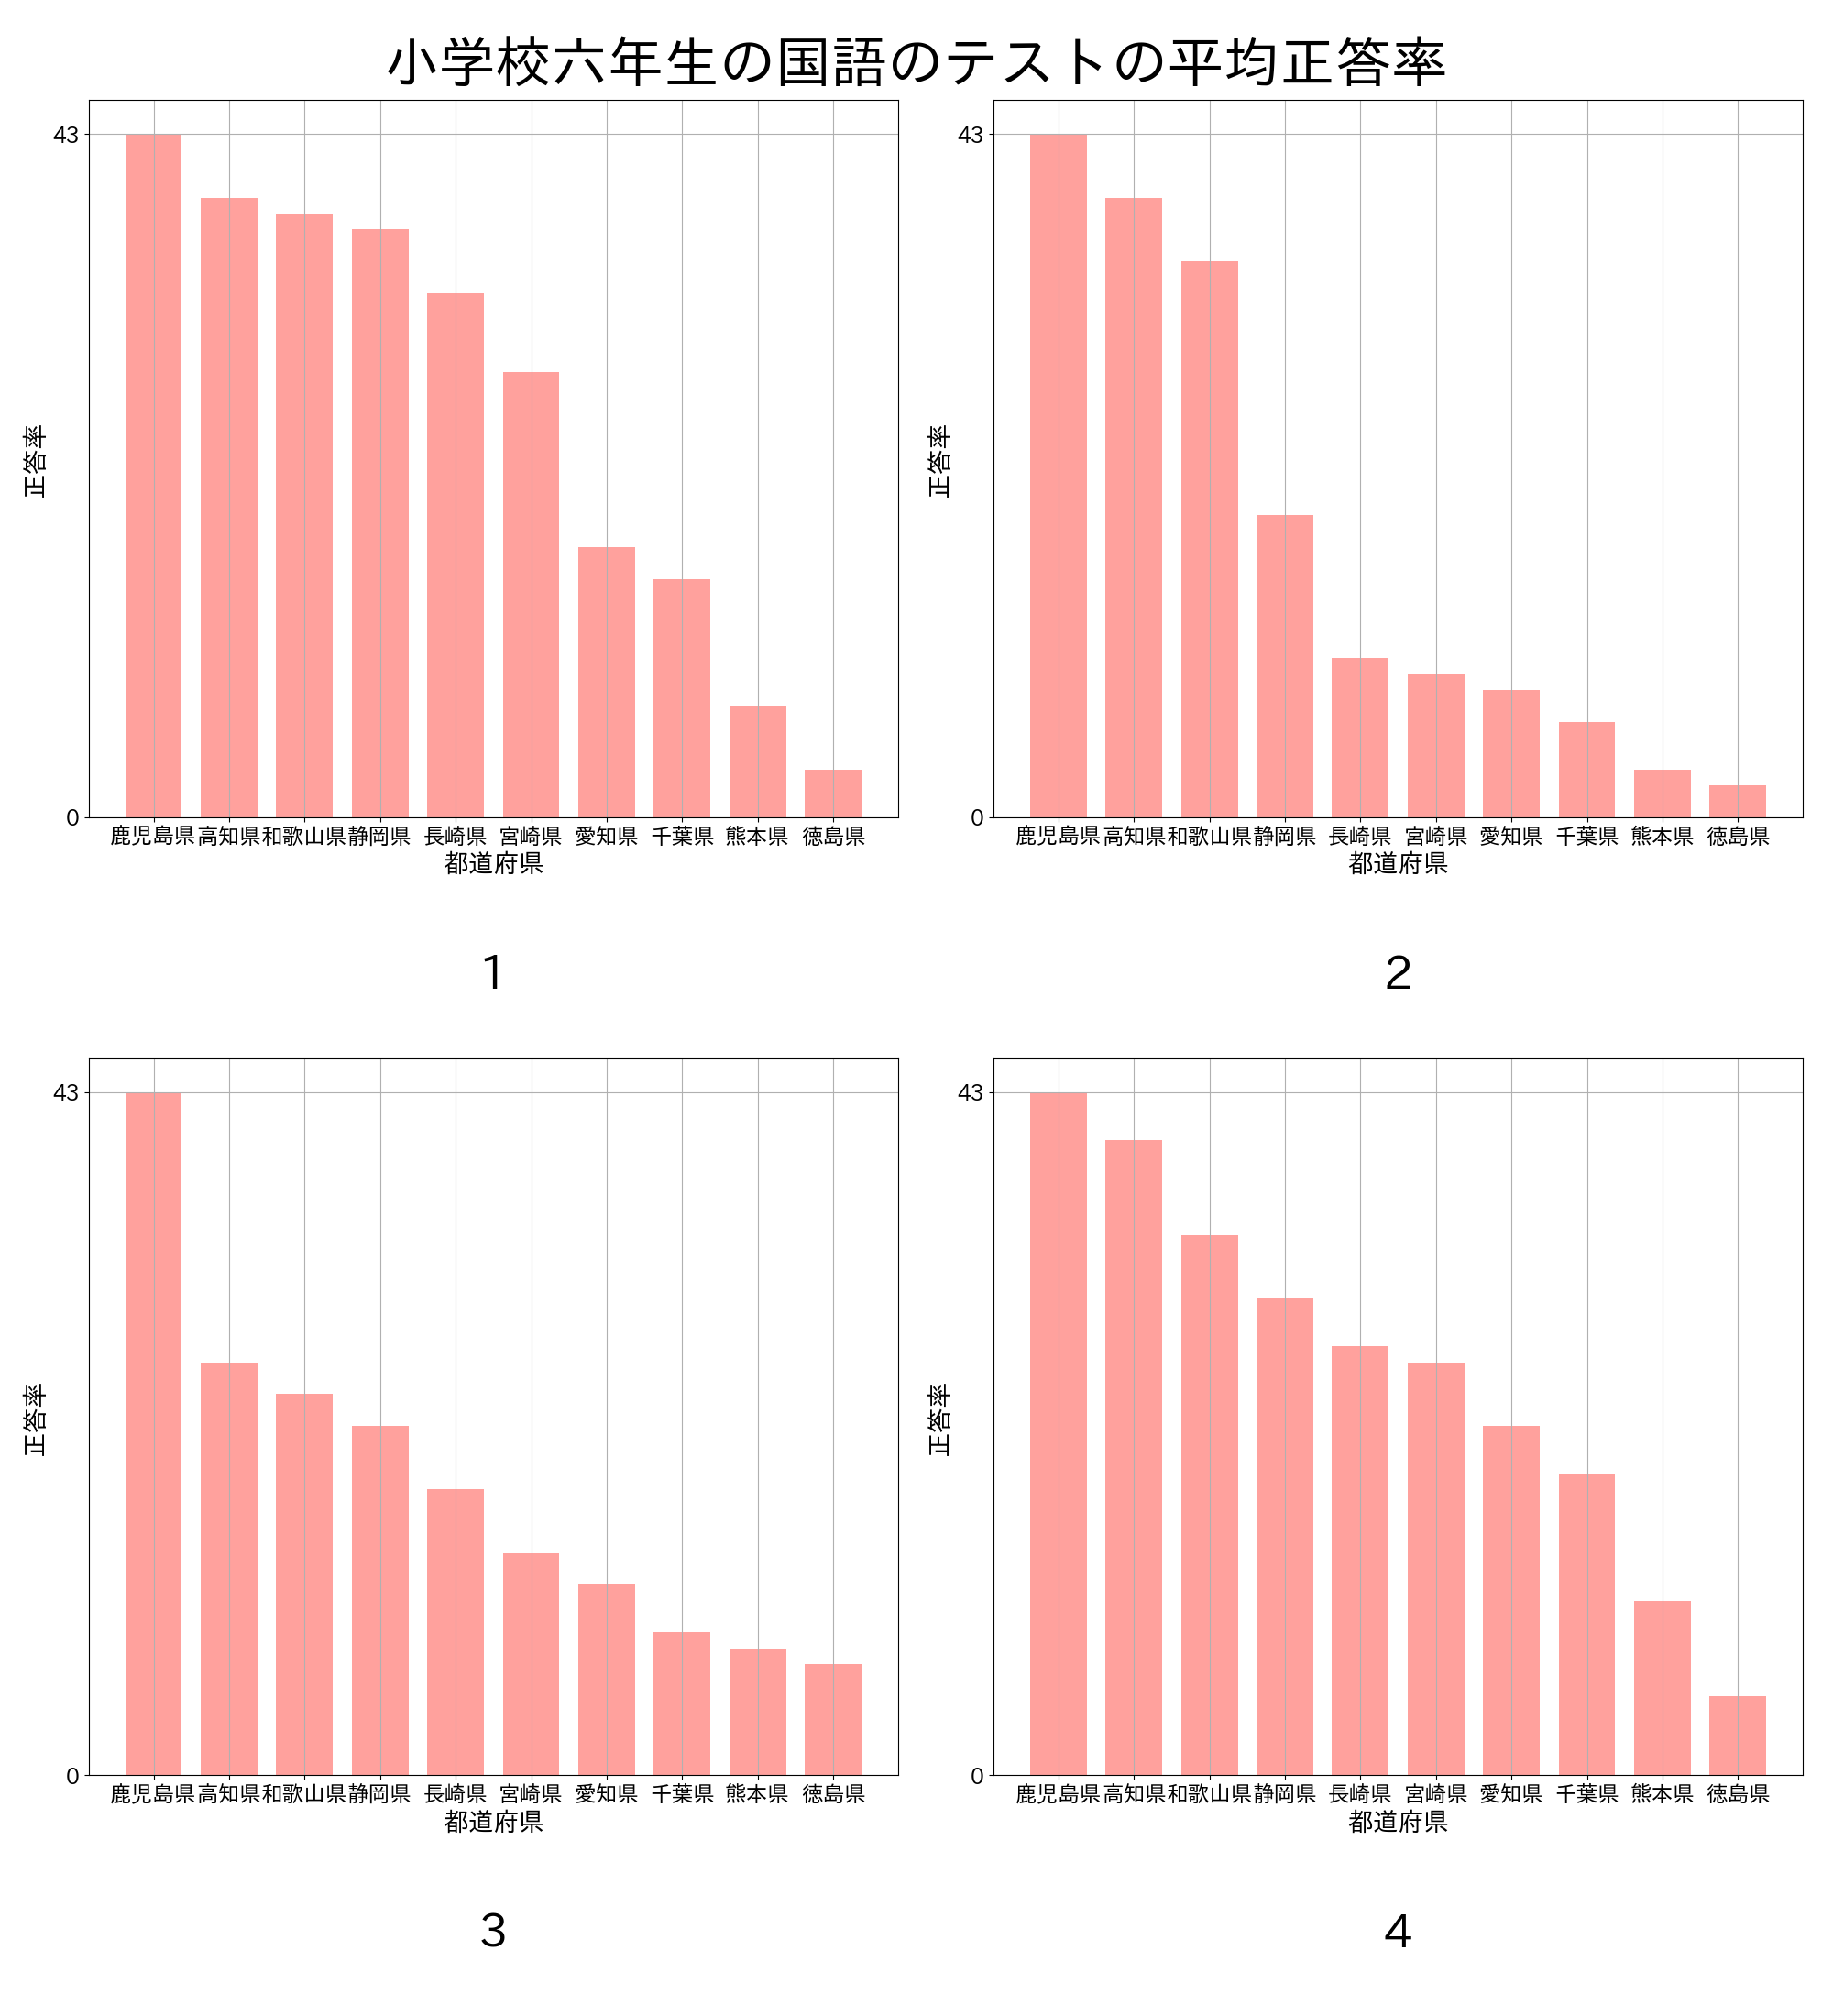 小学校六年生の国語のテストの平均正答率
43
正答率
0
鹿児島県 高知県 和歌山県 静岡県 長崎県 宮崎県 愛知県 千葉県 熊本県 徳島県
都道府県
1
43
正答率
0
鹿児島県 高知県 和歌山県 静岡県 長崎県 宮崎県 愛知県 千葉県 熊本県 徳島県
都道府県
2
43
正答率
0
鹿児島県 高知県 和歌山県 静岡県 長崎県 宮崎県 愛知県 千葉県 熊本県 徳島県
都道府県
3
43
正答率
0
鹿児島県 高知県 和歌山県 静岡県 長崎県 宮崎県 愛知県 千葉県 熊本県 徳島県
都道府県
4